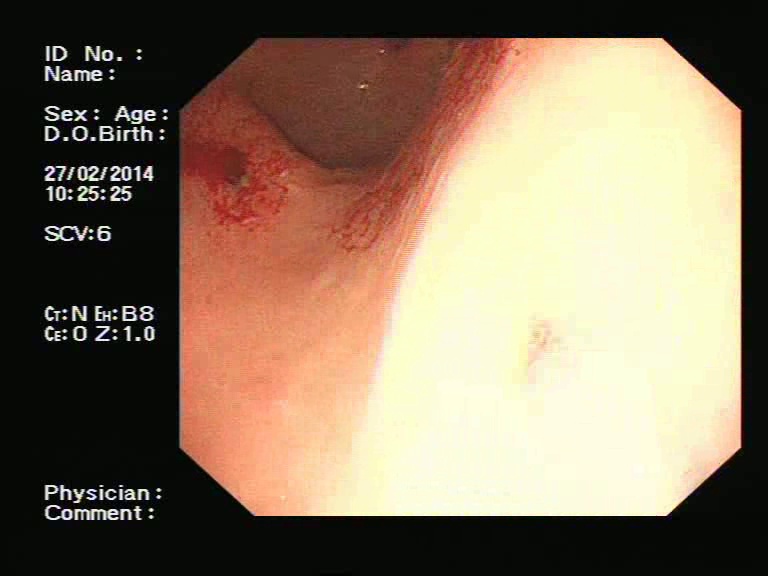 ID No. :
Name:
Sex: Age:
D.O.Birth:
27/02/2014
10:25:25
SCV:6
CT:N EH:B8
CE:0 Z:1.0
Physician:
Comment: